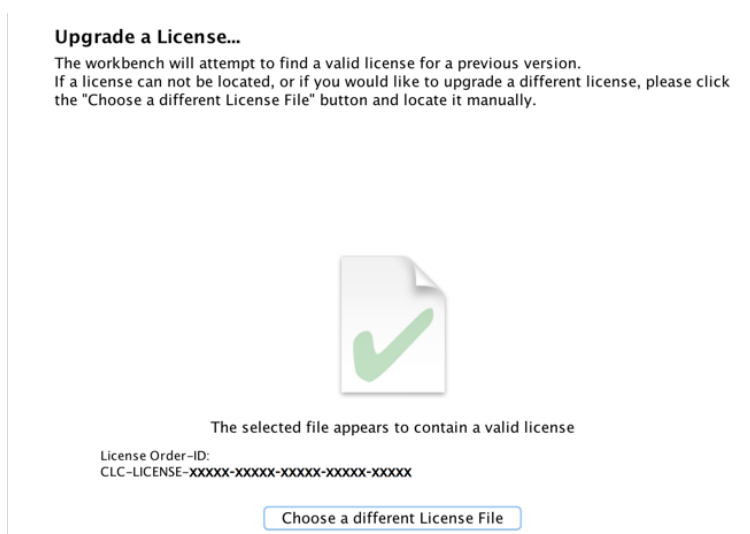 Upgrade a License...
The workbench will attempt to find a valid license for a previous version.
If a license can not be located, or if you would like to upgrade a different license, please click
the "Choose a different License File" button and locate it manually.
The selected file appears to contain a valid license
License Order-ID:
CLC-LICENSE-XXXXX-XXXXX-XXXXX-XXXXX-XXXXX
Choose a different License File